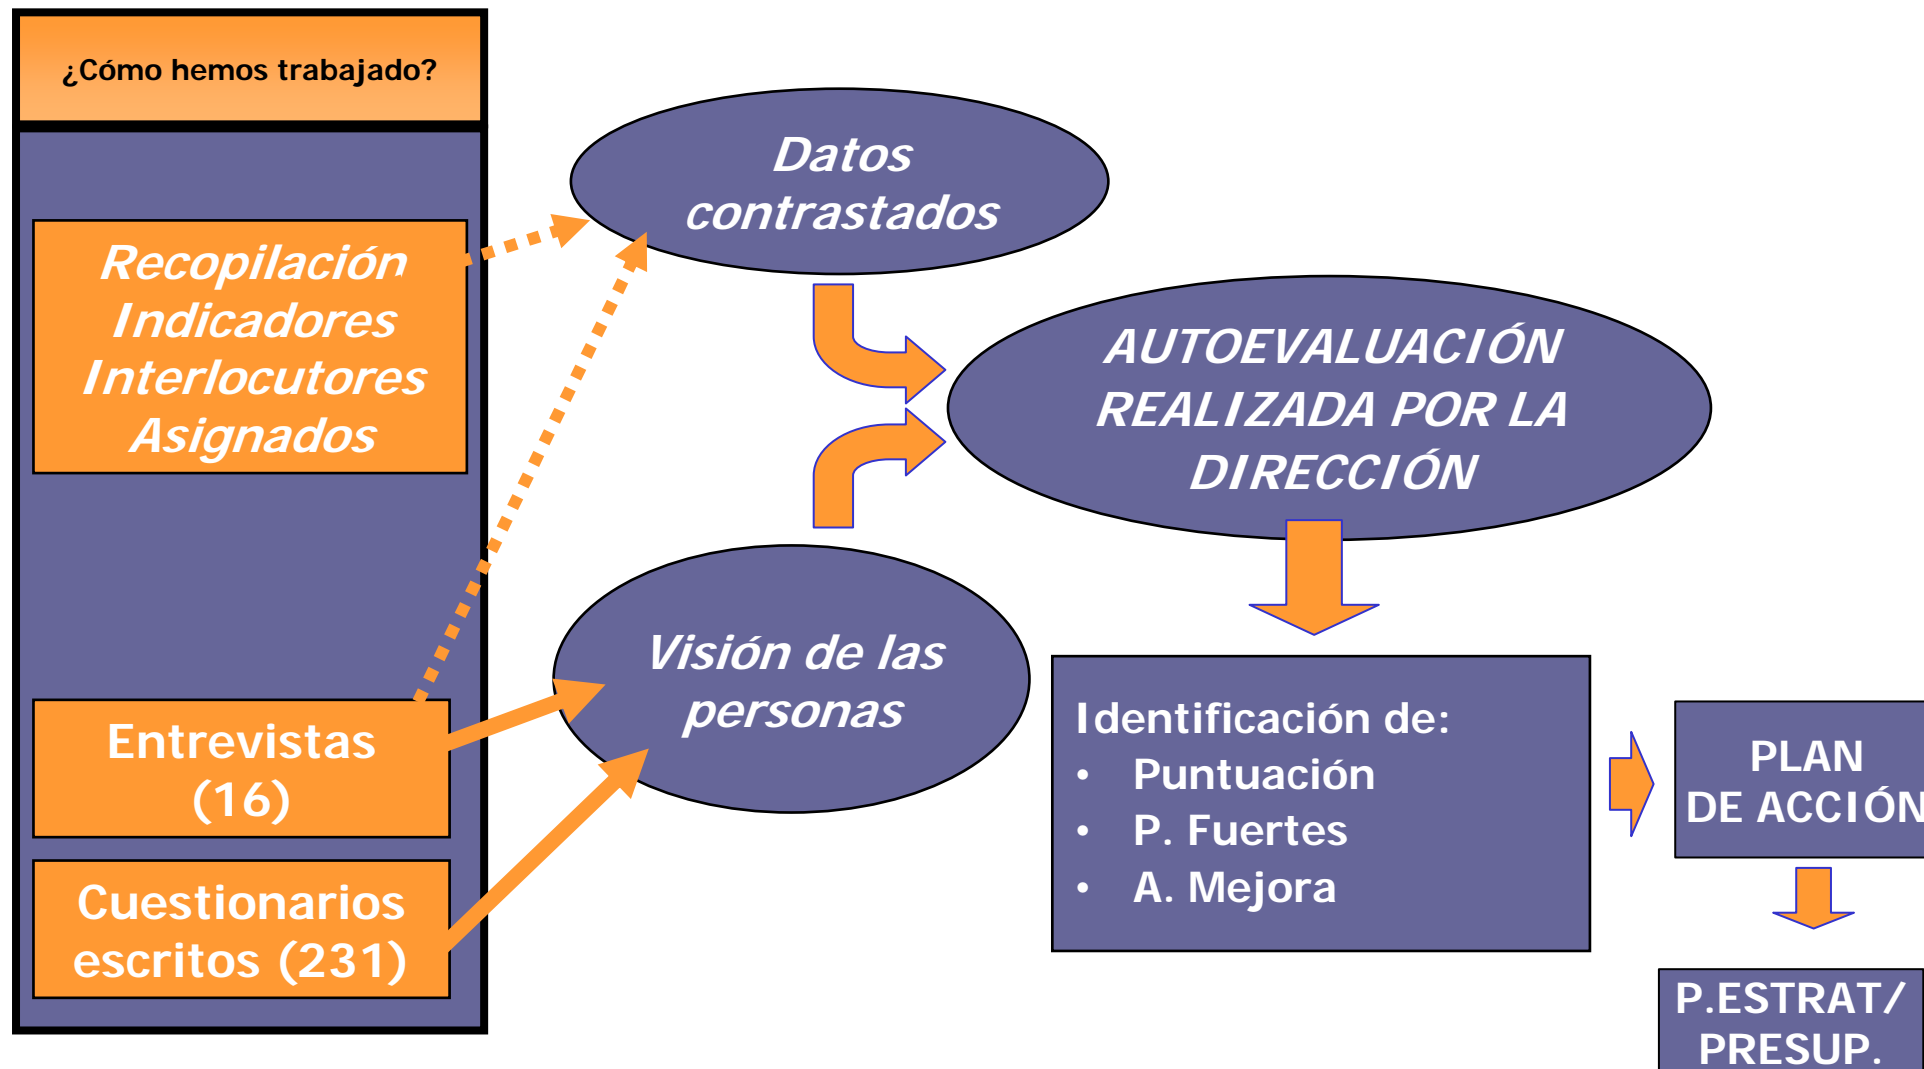 ¿Cómo hemos trabajado?
Recopilación
Indicadores
Interlocutores
Asignados
Entrevistas
(16)
Cuestionarios
escritos (231)
Datos
contrastados
Visión de las
personas
AUTOEVALUACIÓN
REALIZADA POR LA
DIRECCIÓN
Identificación de:
• Puntuación
• P. Fuertes
• A. Mejora
PLAN
DE ACCIÓN
P.ESTRAT/
PRESUP.